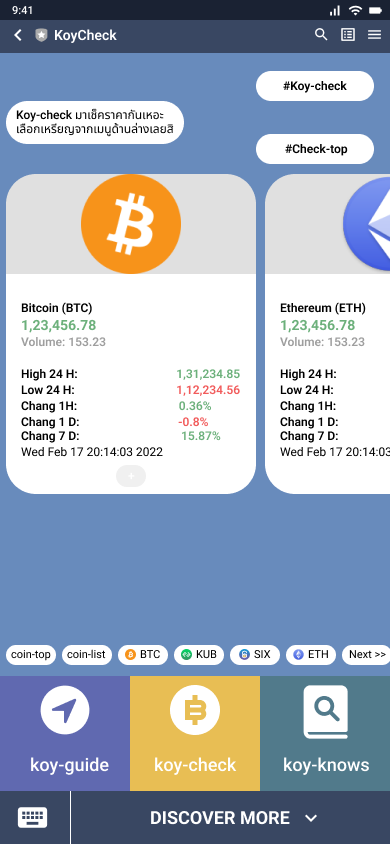 9:41
KoyCheck
#Koy-check
Koy-check มาเช็คราคากันเหอะ
เลือกเหรียญจากเมนูด้านล่างเลยสิ
#Check-top
Bitcoin (BTC)
1,23,456.78
Volume: 153.23
High 24 H: 1,31,234.85
Low 24 H: 1,12,234.56
Chang 1H: 0.36%
Chang 1 D: -0.8%
Chang 7 D: 15.87%
Wed Feb 17 20:14:03 2022
+
Ethereum (ETH)
1,23,456.78
Volume: 153.23
High 24 H:
Low 24 H:
Chang 1H:
Chang 1 D:
Chang 7 D:
Wed Feb 17 20:14:03
coin-top
coin-list
BTC
KUB
SIX
ETH
Next >>
koy-guide
koy-check
koy-knows
DISCOVER MORE